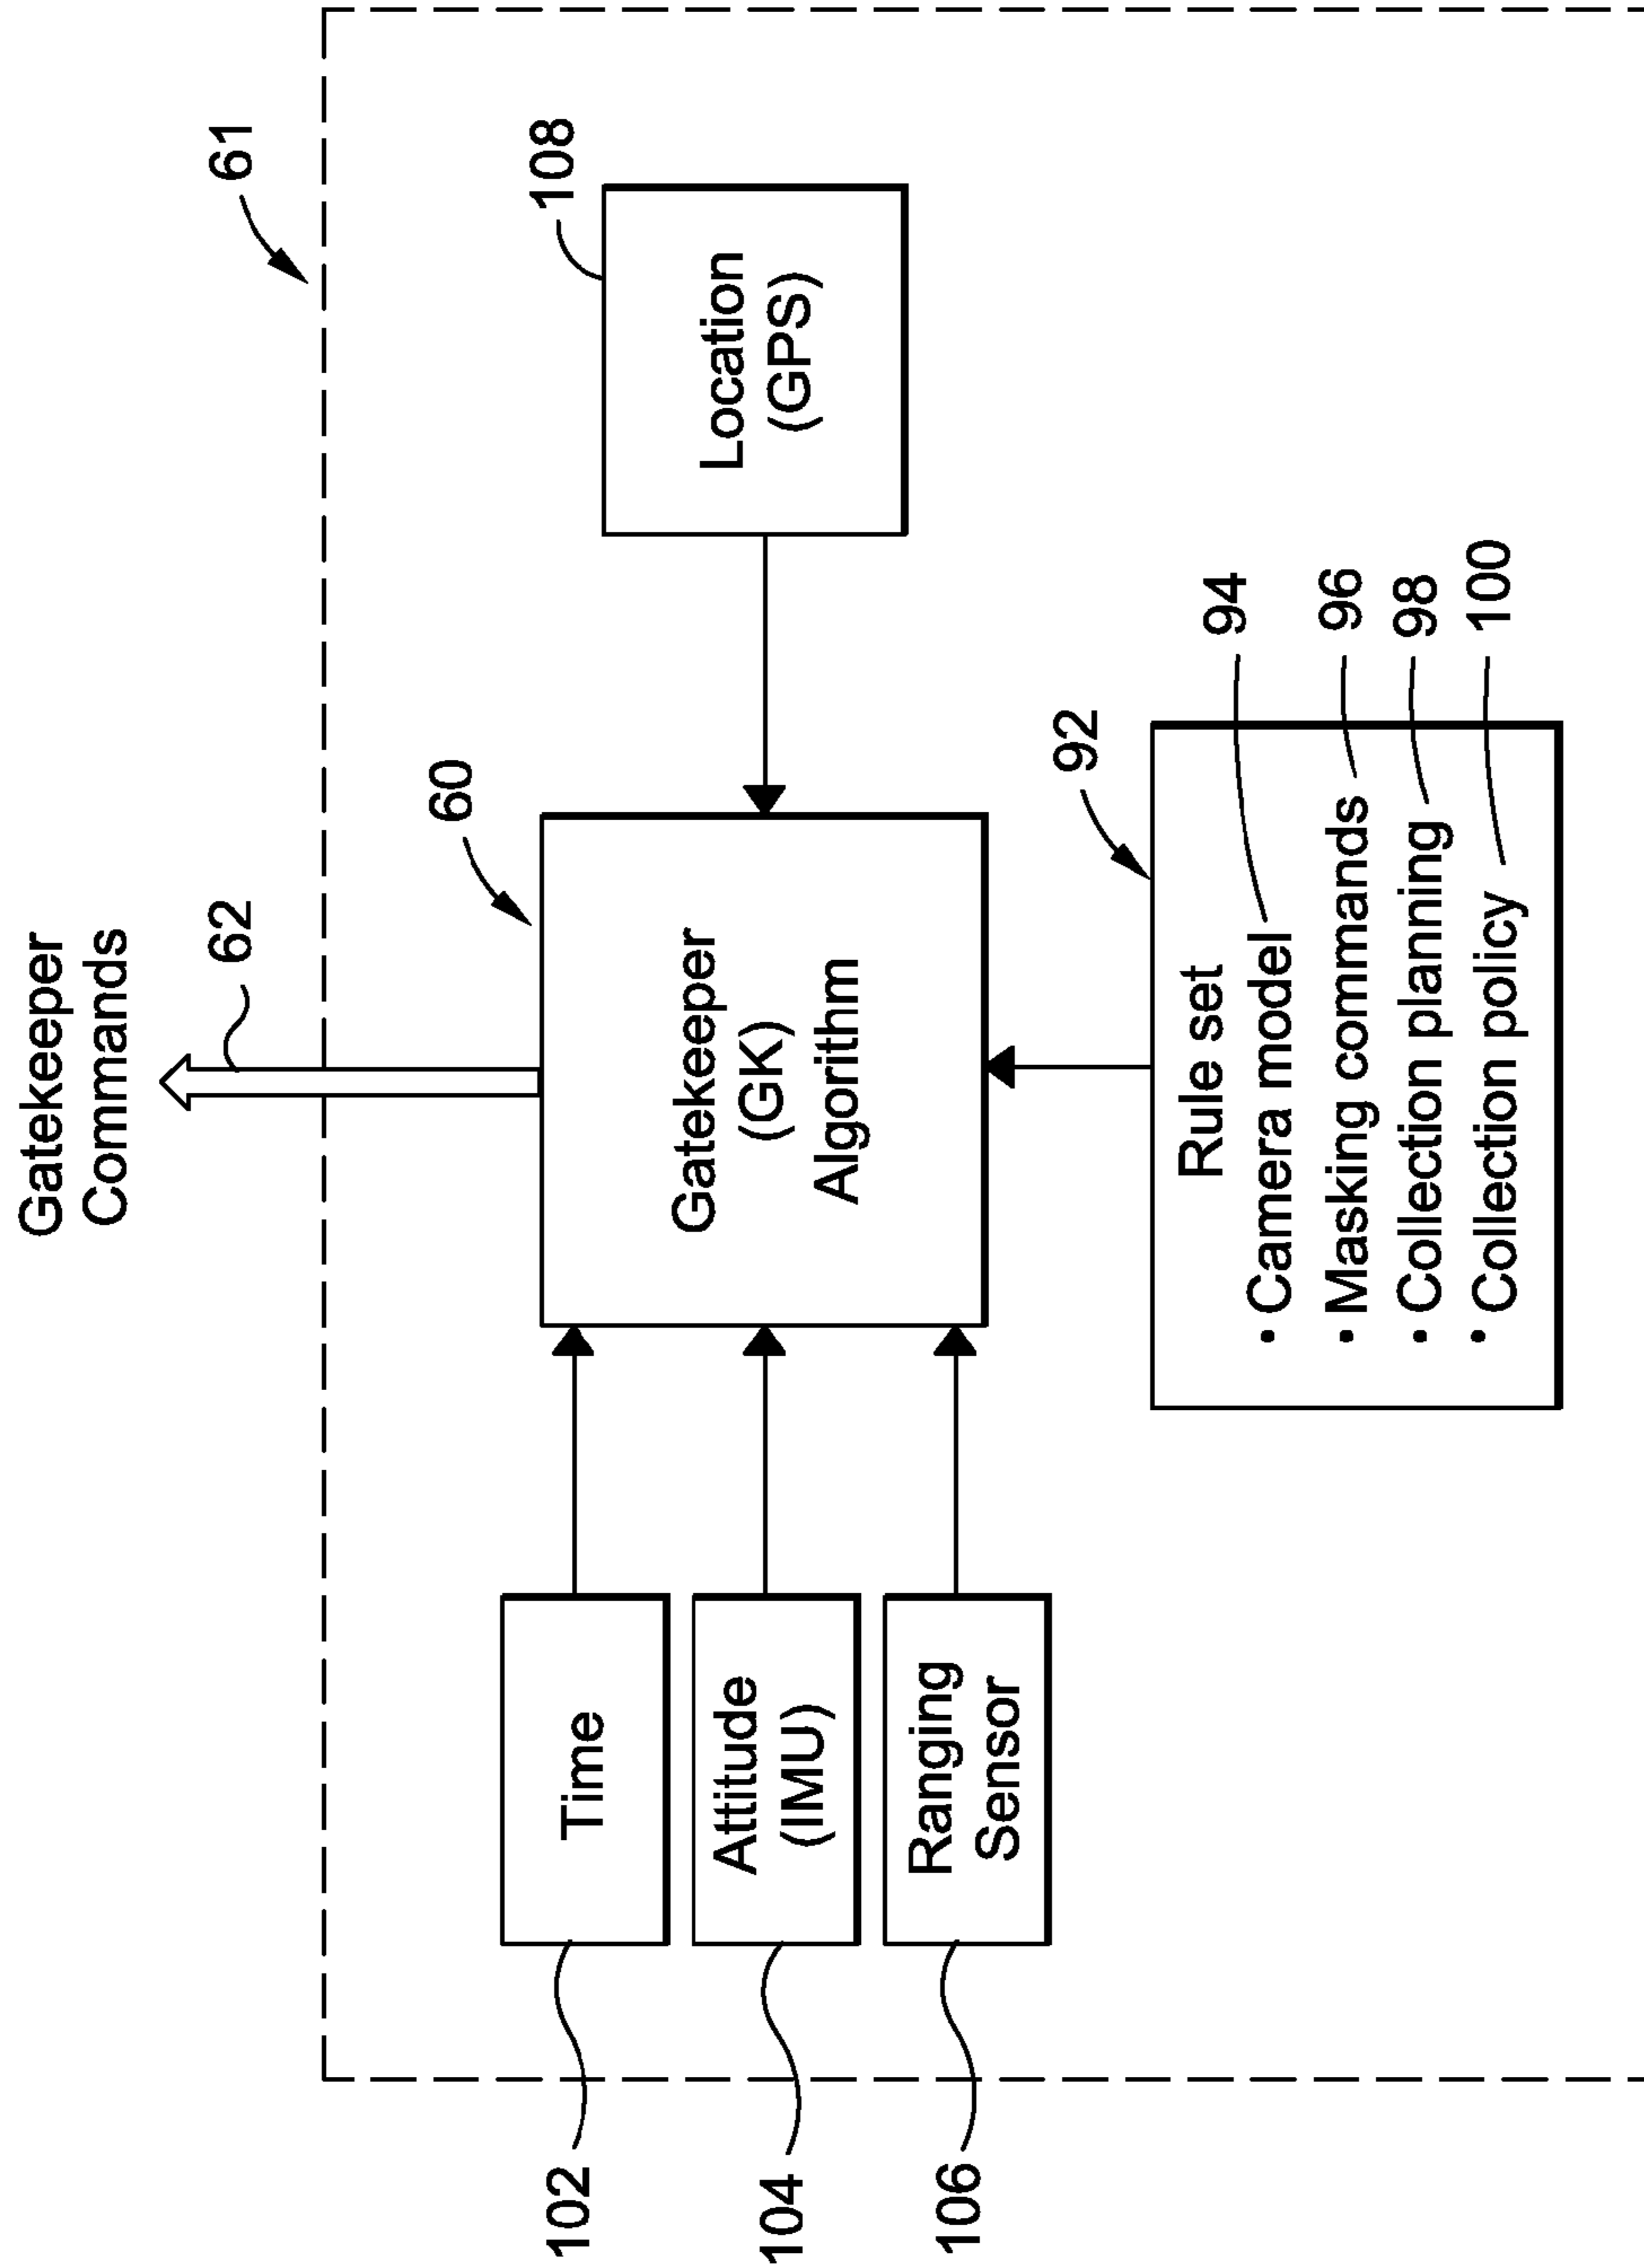 Gatekeeper
Commands
62
61
60
Gatekeeper
(GK)
Algorithm
102
Time
104
Attitude
(IMU)
106
Ranging
Sensor
108
Location
(GPS)
92
Rule set
• Camera model
94
• Masking commands
96
• Collection planning
98
• Collection policy
100